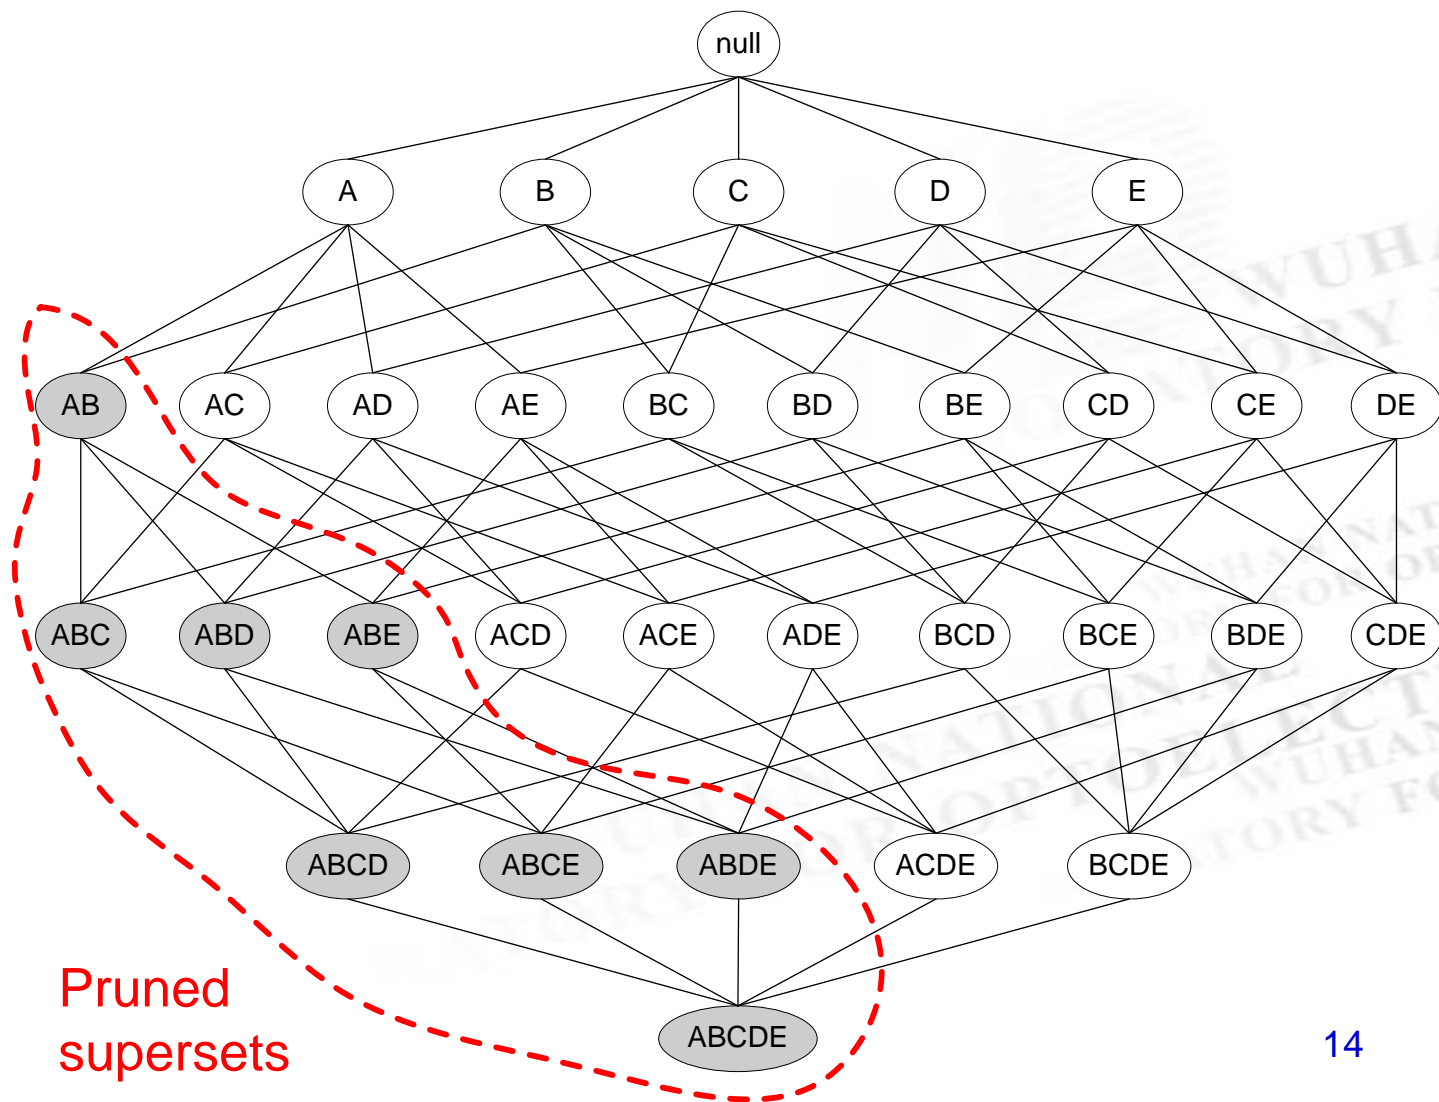 null
A B C D E
AB AC AD AE BC BD BE CD CE DE
ABC ABD ABE ACD ACE ADE BCD BCE BDE CDE
ABCD ABCE ABDE ACDE BCDE
ABCDE
Pruned
supersets
14